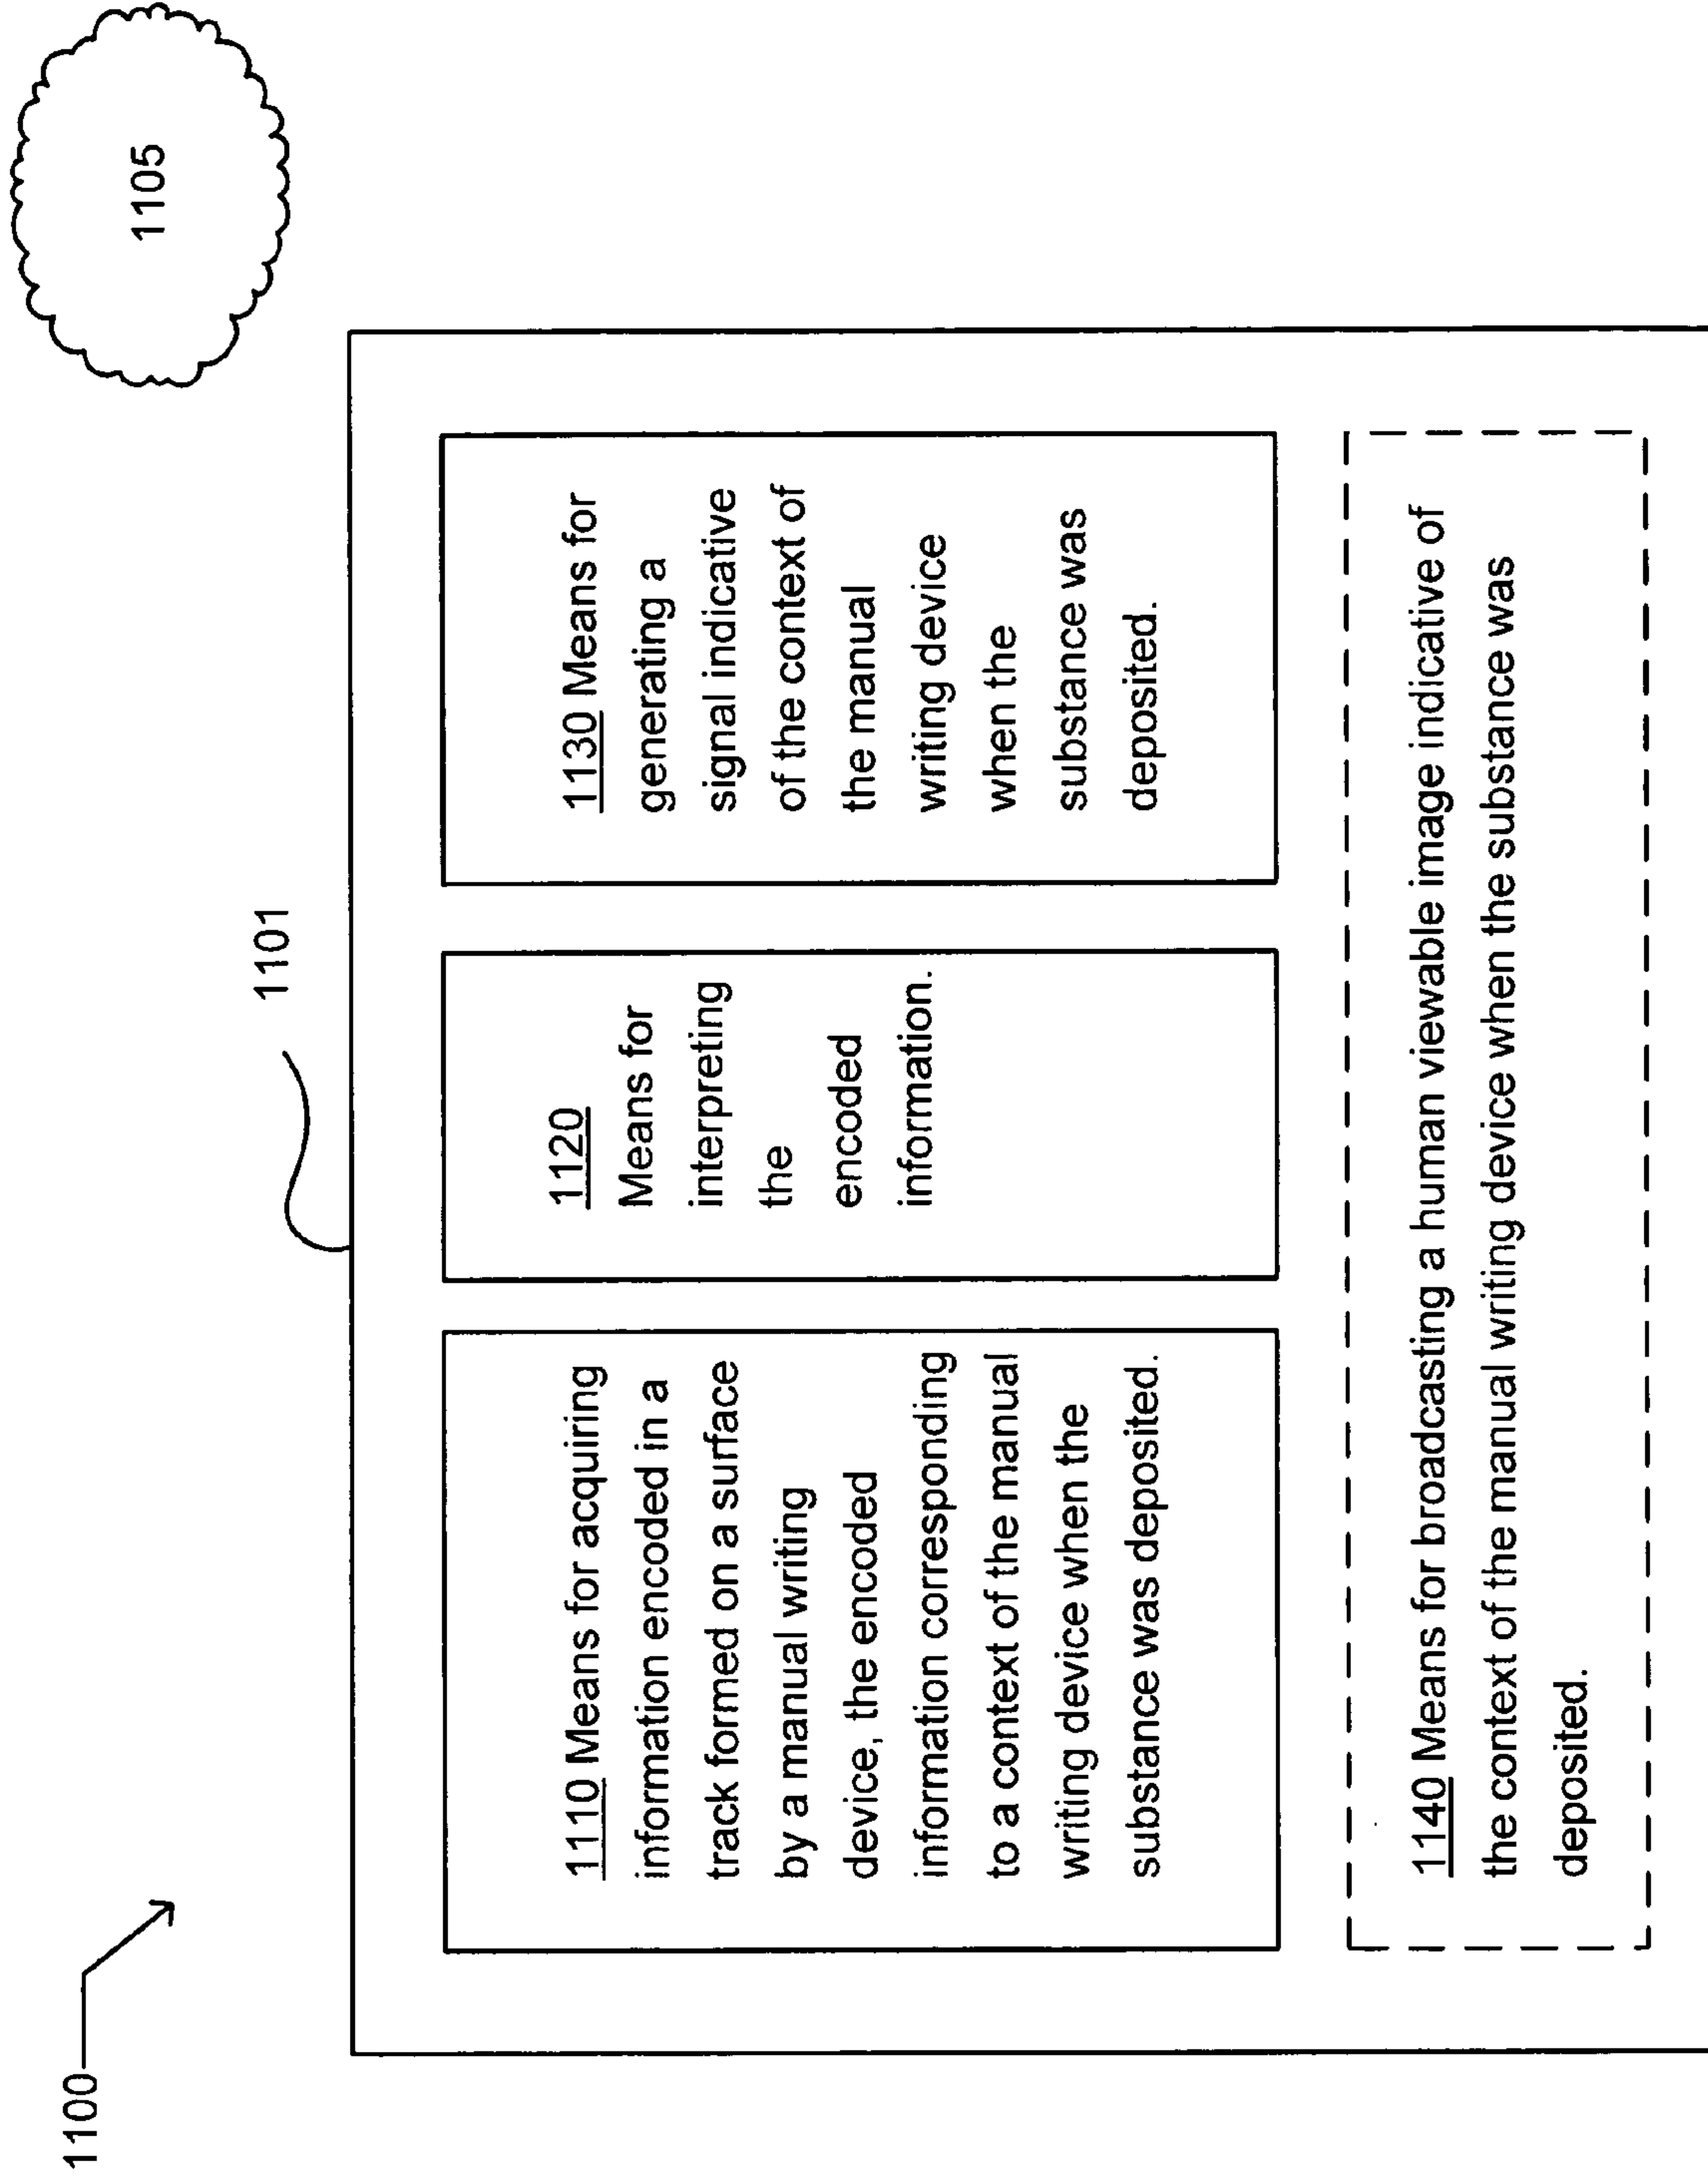 1100
1105
1101
1110 Means for acquiring
information encoded in a
track formed on a surface
by a manual writing
device, the encoded
information corresponding
to a context of the manual
writing device when the
substance was deposited.
1120
Means for
interpreting
the
encoded
information.
1130 Means for
generating a
signal indicative
of the context of
the manual
writing device
when the
substance was
deposited.
1140 Means for broadcasting a human viewable image indicative of
the context of the manual writing device when the substance was
deposited.